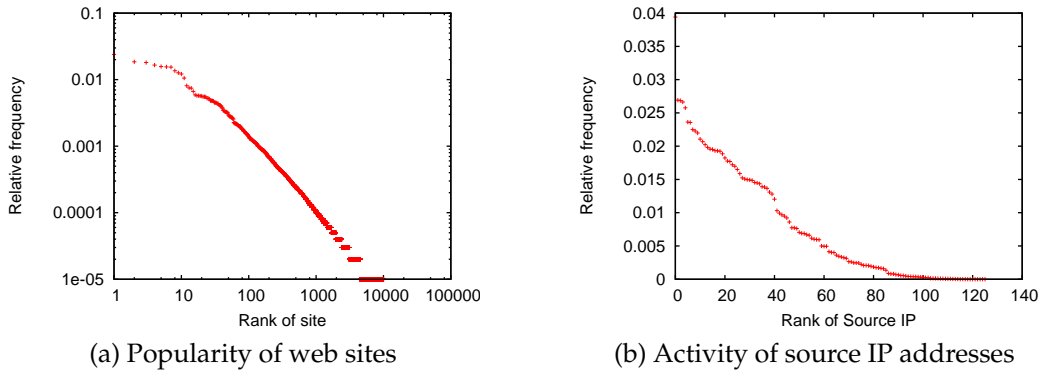 0.1
0.01
0.001
0.0001
1e-05
Relative frequency
1 10 100 1000 10000 100000
Rank of site
(a) Popularity of web sites
0.04
0.035
0.03
0.025
0.02
0.015
0.01
0.005
0
Relative frequency
0 20 40 60 80 100 120 140
Rank of Source IP
(b) Activity of source IP addresses